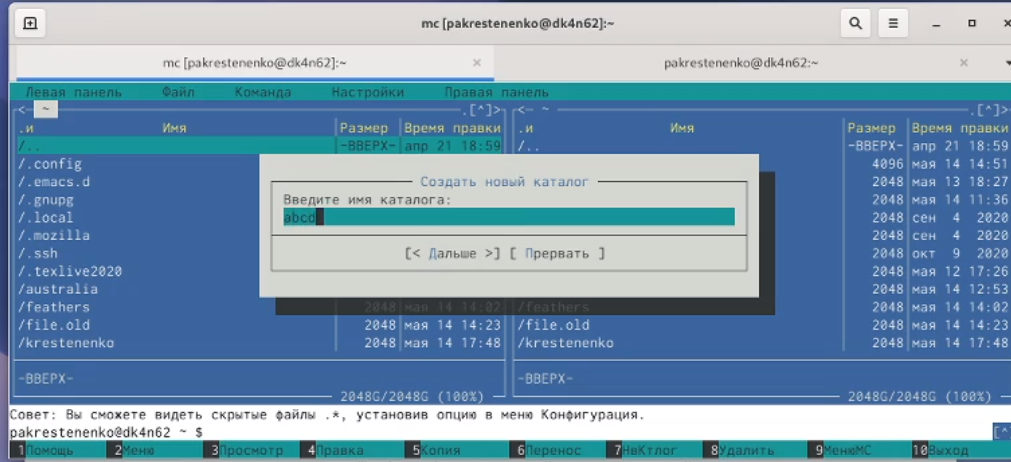 mc [pakrestenenko@dk4n62]:~
mc [pakrestenenko@dk4n62]:~ × pakrestenenko@dk4n62:~ ×
Левая панель Файл Команда Настройки Правая панель
<— ~ .[^]> <— ~ .[^]>
.и Имя Размер Время правки .и Имя Размер Время правки
/.. -ВВЕРХ- апр 21 18:59 /.. -ВВЕРХ- апр 21 18:59
/.config 4096 мая 14 14:51
/.emacs.d 2048 мая 13 18:27
/.gnupg 2048 мая 14 11:36
/.local 2048 сен 4 2020
/.mozilla 2048 сен 4 2020
/.ssh 2048 окт 9 2020
/.texlive2020 2048 мая 12 17:26
/australia 2048 мая 14 12:53
/feathers 2048 мая 14 14:02 /feathers 2048 мая 14 14:02
/file.old 2048 мая 14 14:23 /file.old 2048 мая 14 14:23
/krestenenko 2048 мая 14 17:48 /krestenenko 2048 мая 14 17:48
Создать новый каталог
Введите имя каталога:
abcd
[< Дальше >] [ Прервать ]
-ВВЕРХ- -ВВЕРХ-
2048G/2048G (100%) 2048G/2048G (100%)
Совет: Вы сможете видеть скрытые файлы .*, установив опцию в меню Конфигурация.
pakrestenenko@dk4n62 ~ $ [^
1Помощь 2Меню 3Просмотр 4Правка 5Копия 6Перенос 7НвКтлог 8Удалить 9МенюМС 10Выход